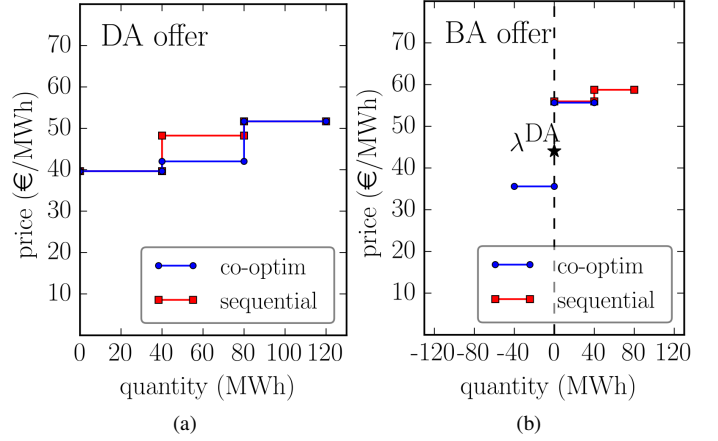 DA offer
price (€/MWh)
70
60
50
40
30
20
10
0 20 40 60 80 100 120
quantity (MWh)
co-optim
sequential
(a)
BA offer
price (€/MWh)
70
60
50
40
30
20
10
-120 -80 -40 0 40 80 120
quantity (MWh)
λDA
co-optim
sequential
(b)